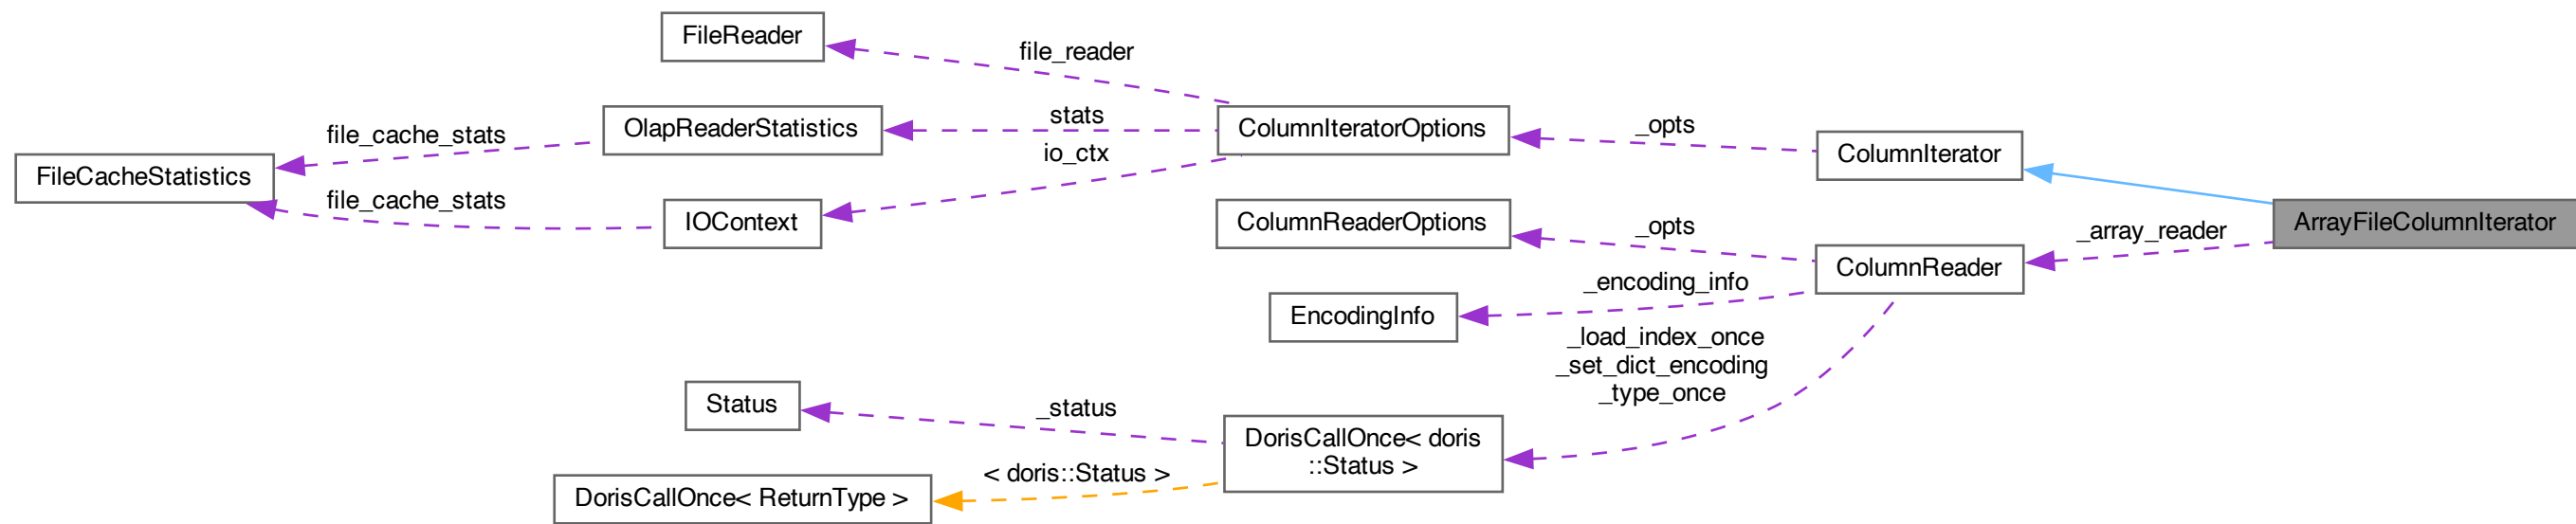 FileReader
file_reader
OlapReaderStatistics
file_cache_stats
stats
ColumnIteratorOptions
_opts
ColumnIterator
FileCacheStatistics
file_cache_stats
io_ctx
IOContext
ColumnReaderOptions
_opts
ArrayFileColumnIterator
_array_reader
ColumnReader
_encoding_info
EncodingInfo
_load_index_once
_set_dict_encoding
_type_once
Status
_status
DorisCallOnce< doris
::Status >
< doris::Status >
DorisCallOnce< ReturnType >